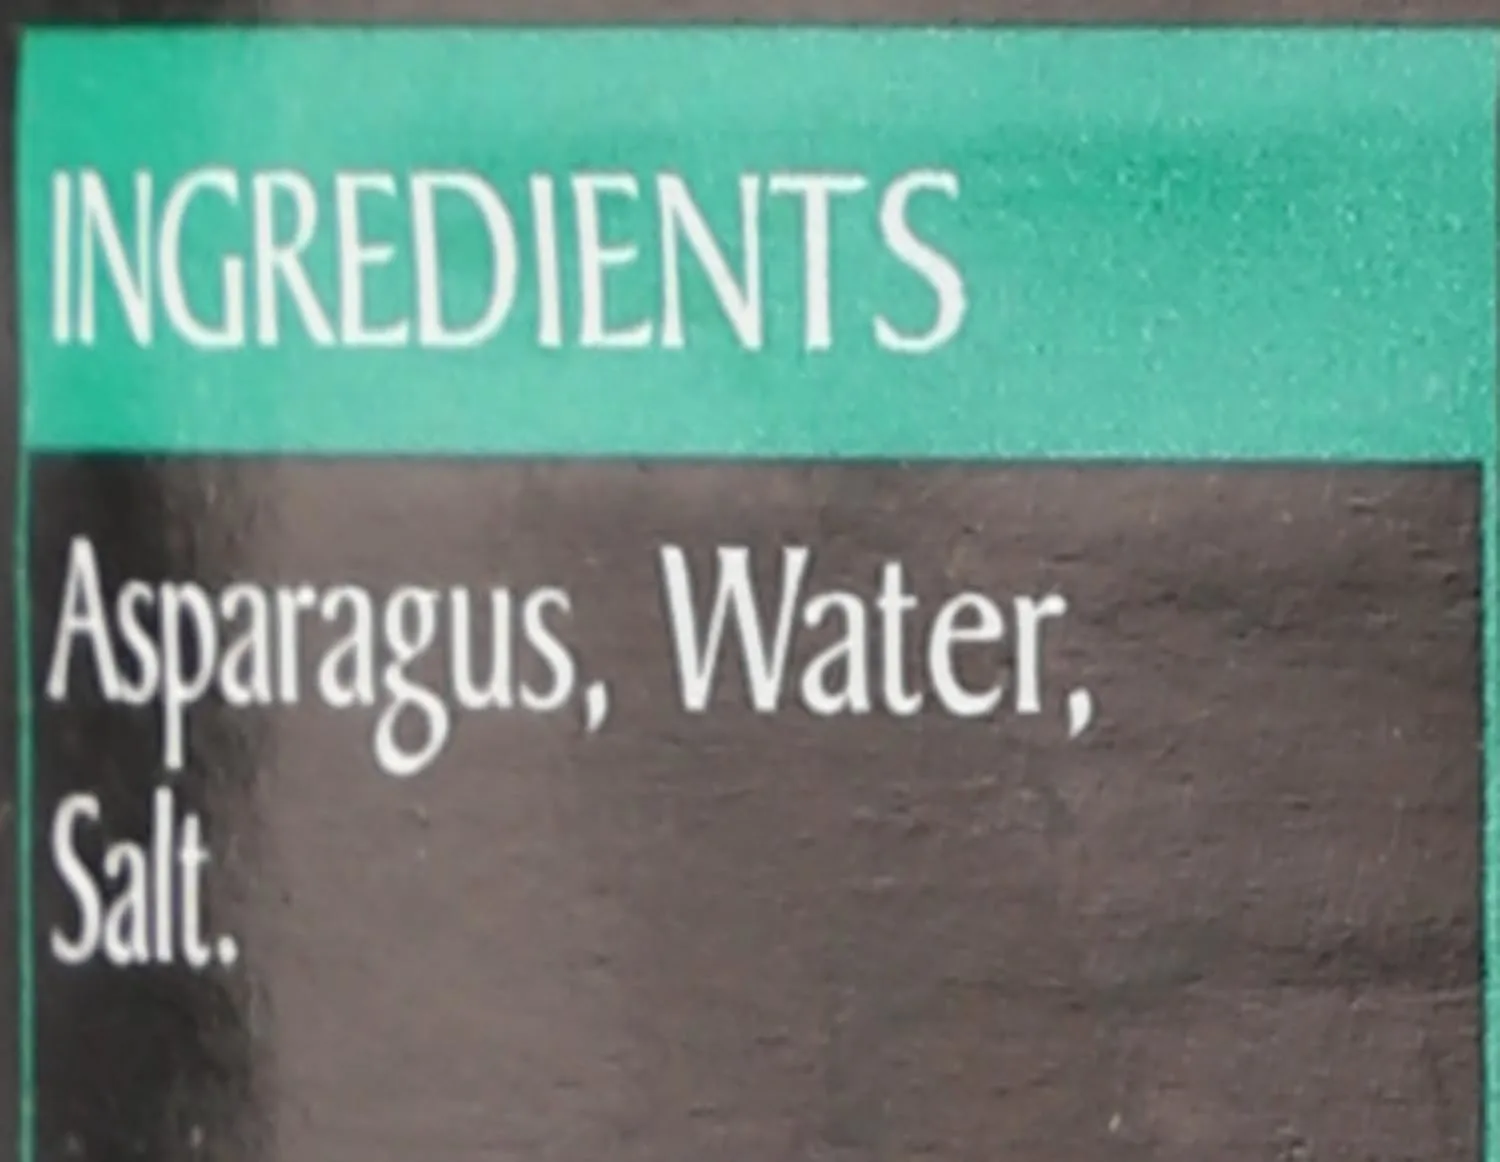 INGREDIENTS
Asparagus, Water,
Salt.